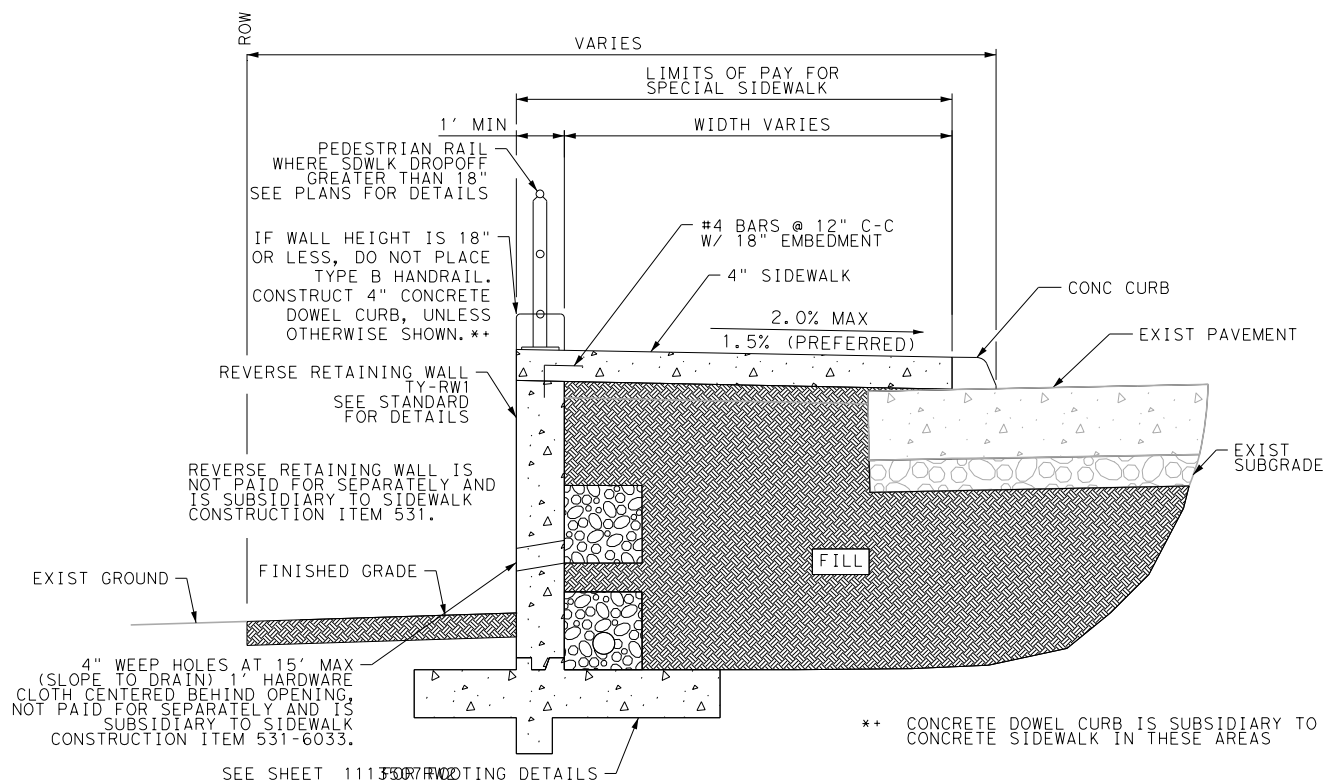 ROW
VARIES
LIMITS OF PAY FOR
SPECIAL SIDEWALK
1' MIN
WIDTH VARIES
PEDESTRIAN RAIL
WHERE SDWLK DROPOFF
GREATER THAN 18"
SEE PLANS FOR DETAILS
#4 BARS @ 12" C-C
W/ 18" EMBEDMENT
IF WALL HEIGHT IS 18"
OR LESS, DO NOT PLACE
TYPE B HANDRAIL.
CONSTRUCT 4" CONCRETE
DOWEL CURB, UNLESS
OTHERWISE SHOWN.*+
4" SIDEWALK
CONC CURB
2.0% MAX
1.5% (PREFERRED)
EXIST PAVEMENT
REVERSE RETAINING WALL
TY-RW1
SEE STANDARD
FOR DETAILS
EXIST
SUBGRADE
REVERSE RETAINING WALL IS
NOT PAID FOR SEPARATELY AND
IS SUBSIDIARY TO SIDEWALK
CONSTRUCTION ITEM 531.
FILL
EXIST GROUND
FINISHED GRADE
4" WEEP HOLES AT 15' MAX
(SLOPE TO DRAIN) 1' HARDWARE
CLOTH CENTERED BEHIND OPENING,
NOT PAID FOR SEPARATELY AND IS
SUBSIDIARY TO SIDEWALK
CONSTRUCTION ITEM 531-6033.
*+ CONCRETE DOWEL CURB IS SUBSIDIARY TO
CONCRETE SIDEWALK IN THESE AREAS
SEE SHEET FOOTING DETAILS